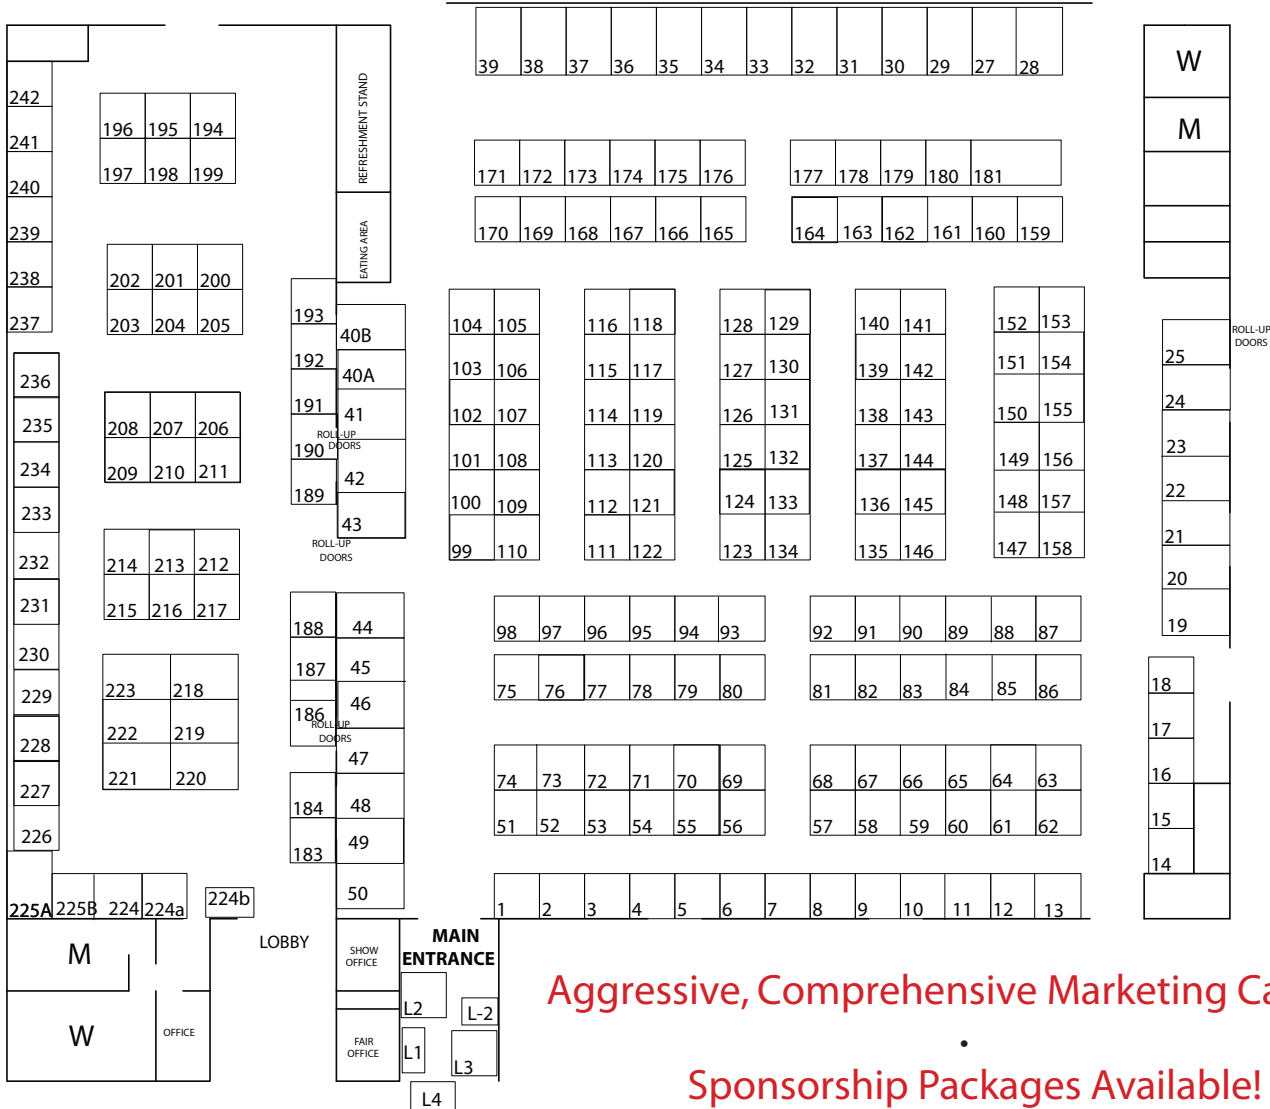 39 38 37 36 35 34 33 32 31 30 29 27 28
W
242
REFRESHMENT STAND
196 195 194
M
241
197 198 199
171 172 173 174 175 176 177 178 179 180 181
240
EATING AREA
239
170 169 168 167 166 165 164 163 162 161 160 159
238
202 201 200
237
203 204 205
193
40B
104 105 116 118 128 129 140 141 152 153
ROLL-UP
DOORS
25
192
40A
103 106 115 117 127 130 139 142 151 154
236
191
41
102 107 114 119 126 131 138 143 150 155
24
235
208 207 206
ROLL-UP
DOORS
190
23
101 108 113 120 125 132 137 144 149 156
234
209 210 211
42
189
22
100 109 112 121 124 133 136 145 148 157
233
43
21
ROLL-UP
DOORS
99 110 111 122 123 134 135 146 147 158
232
214 213 212
20
231
215 216 217
188 44
19
98 97 96 95 94 93 92 91 90 89 88 87
230
187 45
18
229
223 218
75 76 77 78 79 80 81 82 83 84 85 86
186 46
ROLL-UP
DOORS
17
228
222 219
47
16
227
221 220
74 73 72 71 70 69 68 67 66 65 64 63
184 48
15
226
51 52 53 54 55 56 57 58 59 60 61 62
183 49
14
50
224b
225A 225B 224 224a
1 2 3 4 5 6 7 8 9 10 11 12 13
M
LOBBY
SHOW
OFFICE
MAIN
ENTRANCE
Aggressive, Comprehensive Marketing Ca
L2
L-2
W
OFFICE
FAIR
OFFICE
L1
L3
•
Sponsorship Packages Available!
L4